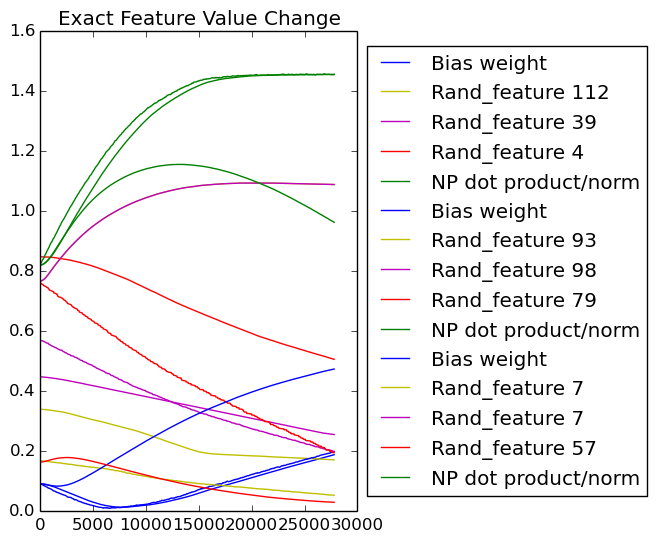 Exact Feature Value Change
1.6
1.4
1.2
1.0
0.8
0.6
0.4
0.2
0.0
0 5000 10000 15000 20000 25000 30000
Bias weight
Rand_feature 112
Rand_feature 39
Rand_feature 4
NP dot product/norm
Bias weight
Rand_feature 93
Rand_feature 98
Rand_feature 79
NP dot product/norm
Bias weight
Rand_feature 7
Rand_feature 7
Rand_feature 57
NP dot product/norm